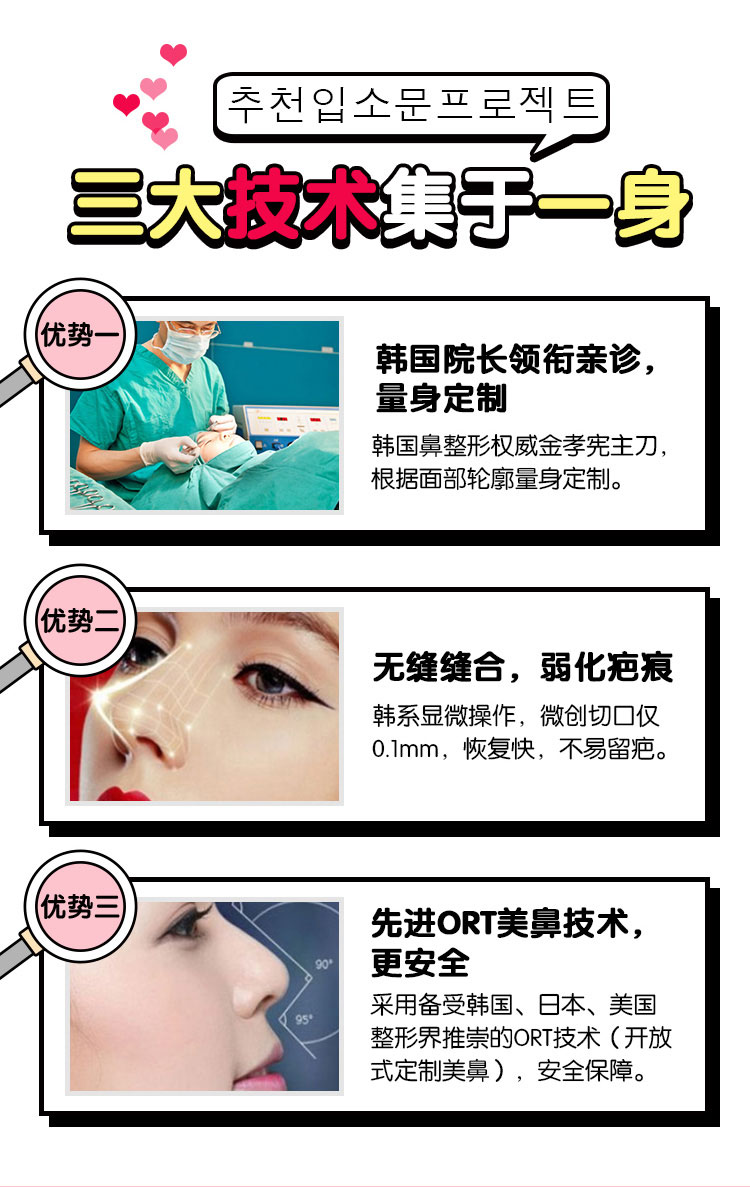 추천입소문프로젝트
三大技术集于一身
优势一
韩国院长领衔亲诊，
量身定制
韩国鼻整形权威金孝宪主刀，
根据面部轮廓量身定制。
优势二
无缝缝合，弱化疤痕
韩系显微操作，微创切口仅
0.1mm，恢复快，不易留疤。
优势三
90°
95°
先进ORT美鼻技术，
更安全
采用备受韩国、日本、美国
整形界推崇的ORT技术（开放
式定制美鼻），安全保障。